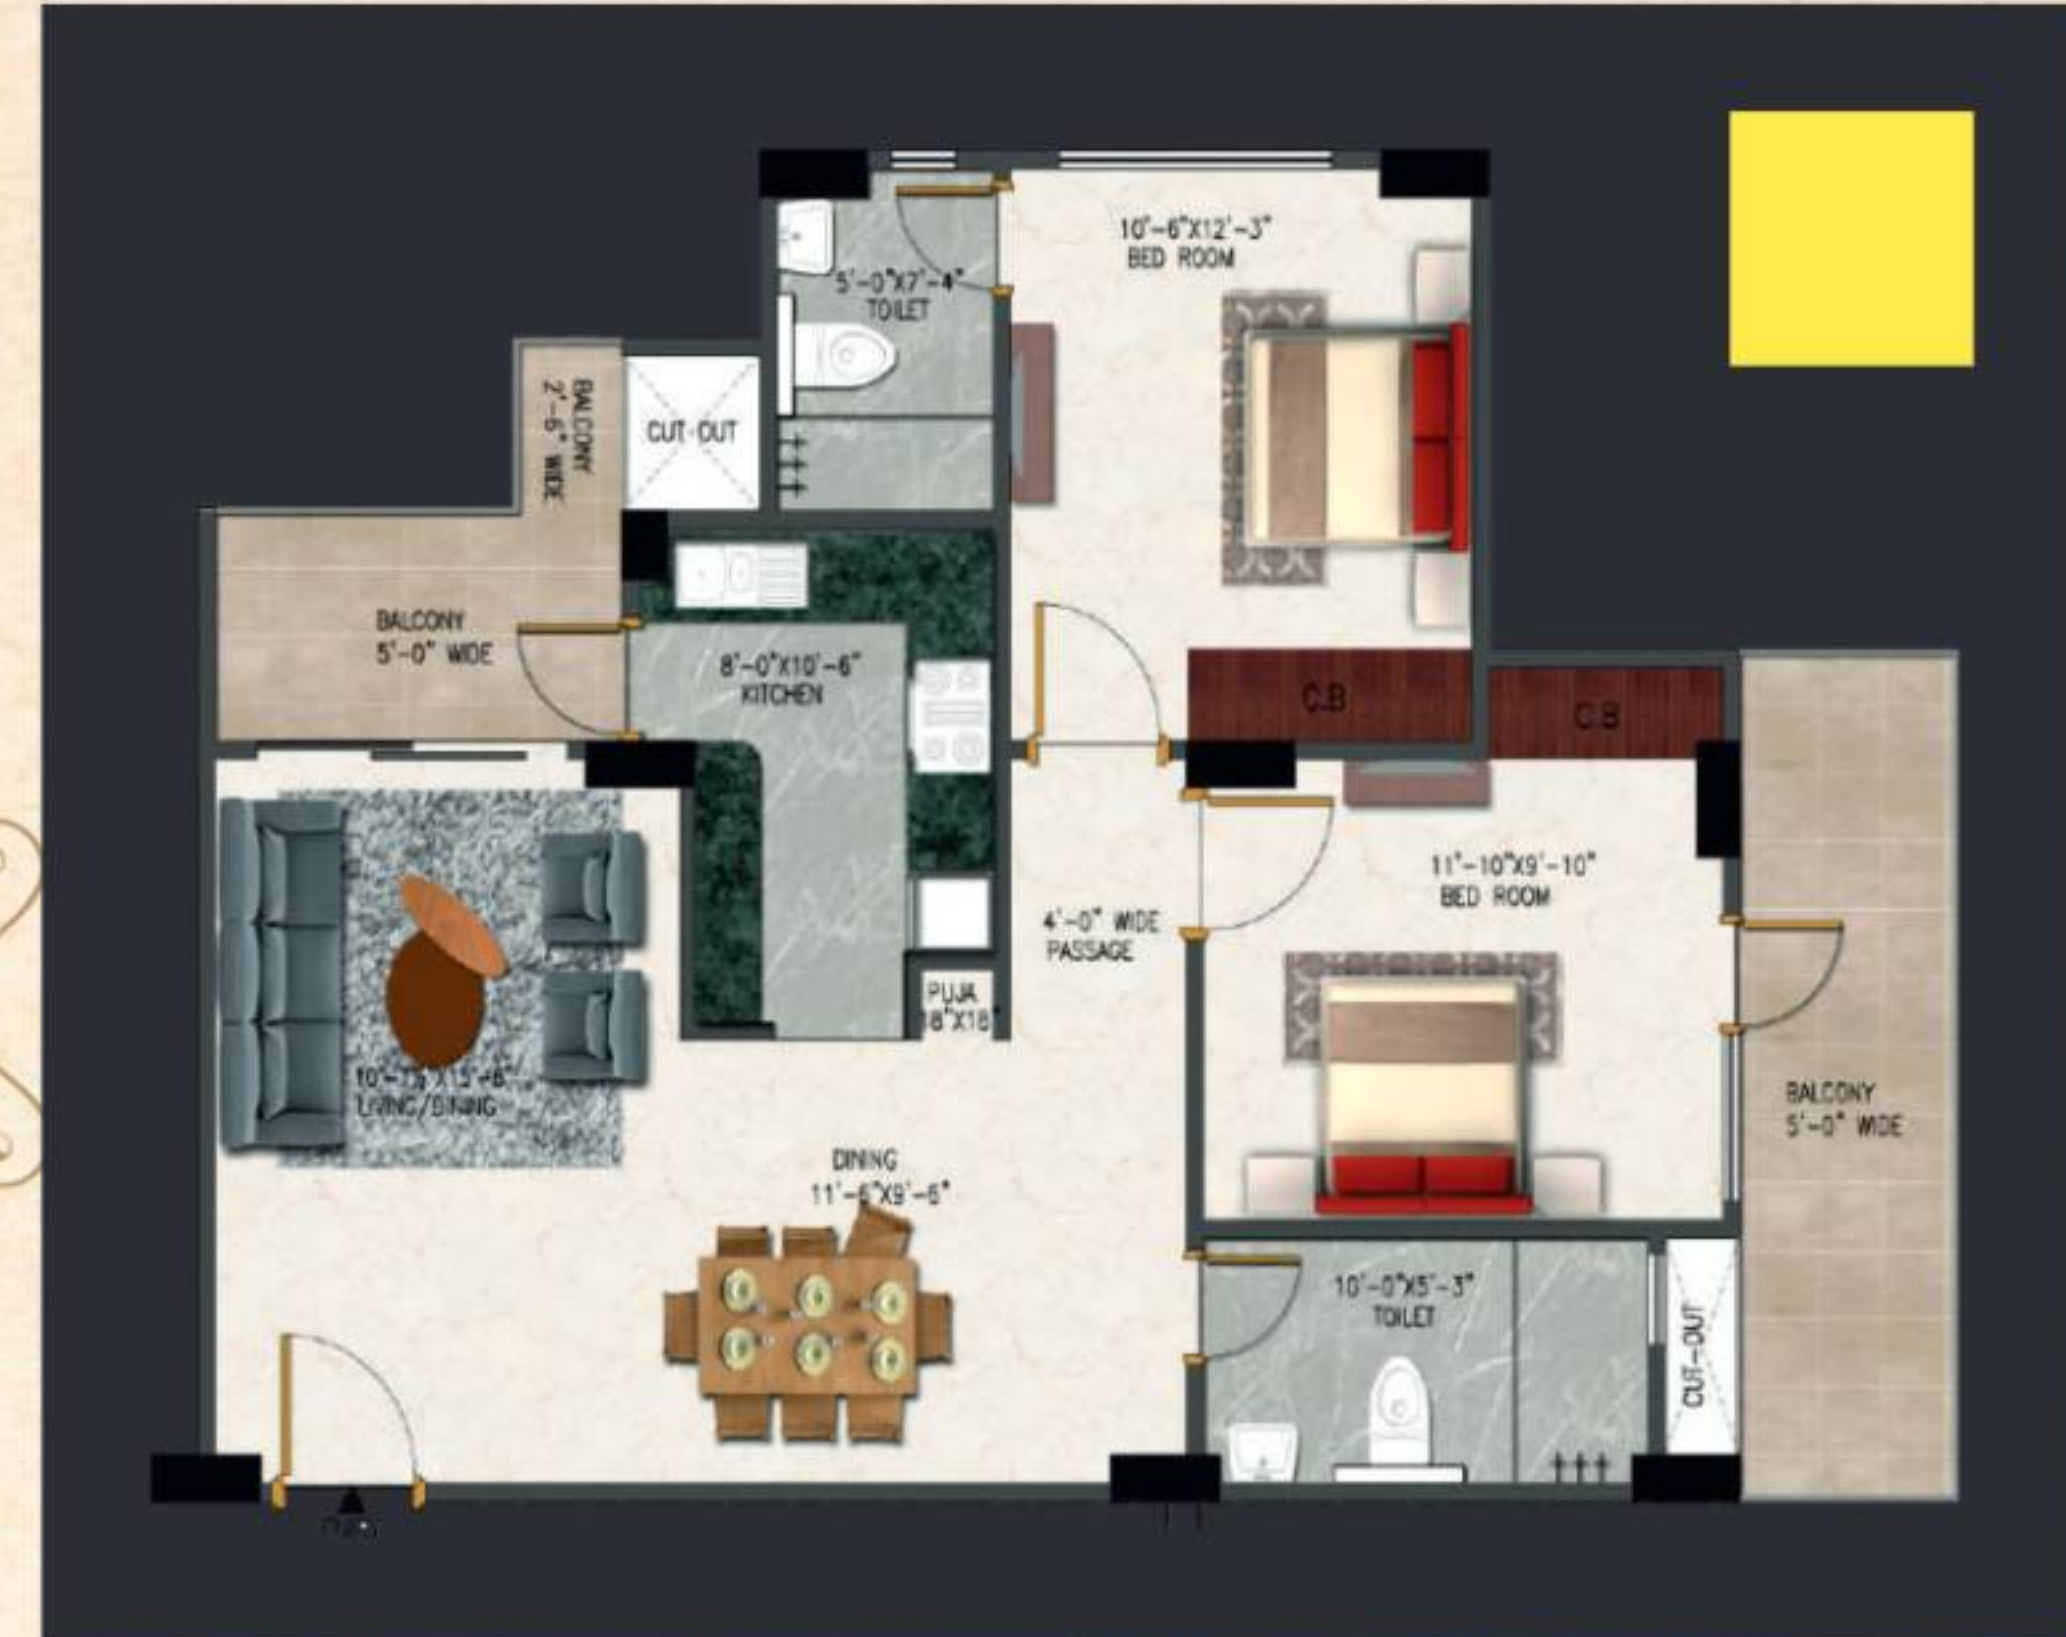 10'-6"X12'-3"
BED ROOM
5'-0"X7'-4"
TOILET
BALCONY
2'-6" WIDE
CUT-OUT
BALCONY
5'-0" WIDE
8'-0"X10'-6"
KITCHEN
C.B
C.B
11'-10"X9'-10"
BED ROOM
4'-0" WIDE
PASSAGE
PUJA
18"X18"
LIVING/DINING
BALCONY
5'-0" WIDE
DINING
11'-6"X9'-6"
10'-0"X5'-3"
TOILET
CUT-OUT